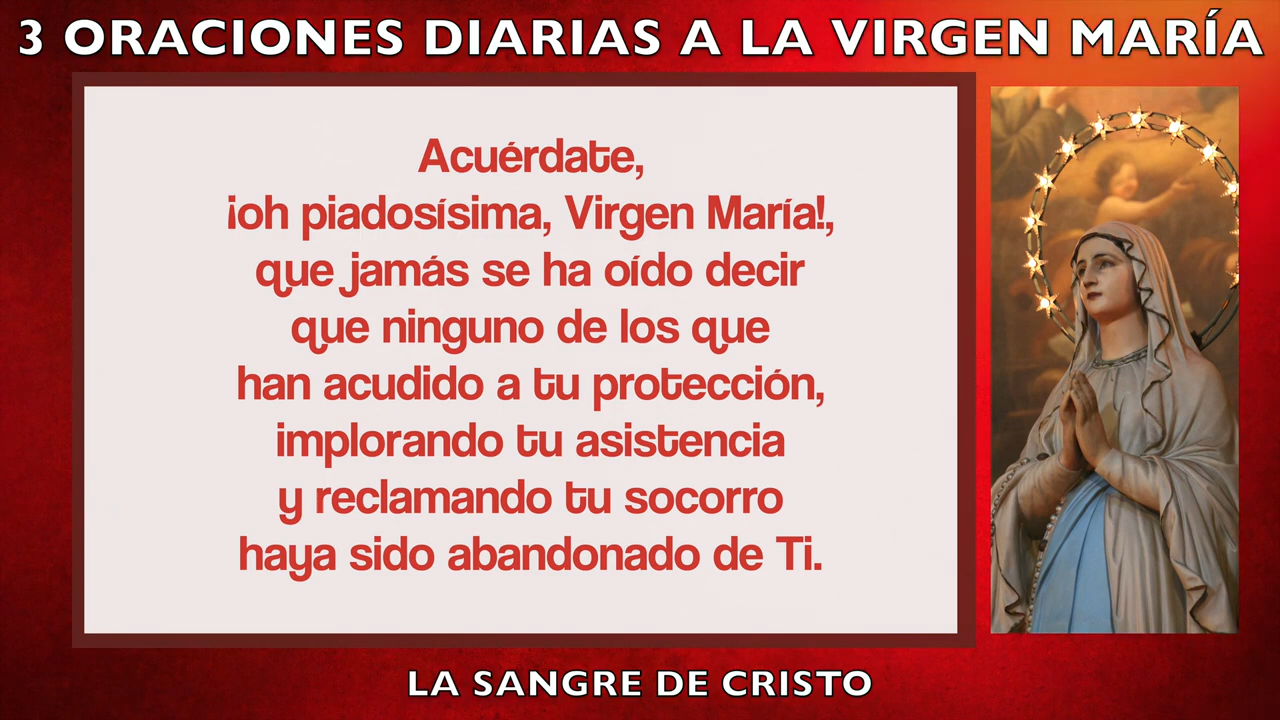 3 ORACIONES DIARIAS A LA VIRGEN MARÍA
Acuérdate,
¡oh piadosísima, Virgen María!,
que jamás se ha oído decir
que ninguno de los que
han acudido a tu protección,
implorando tu asistencia
y reclamando tu socorro
haya sido abandonado de Ti.
LA SANGRE DE CRISTO